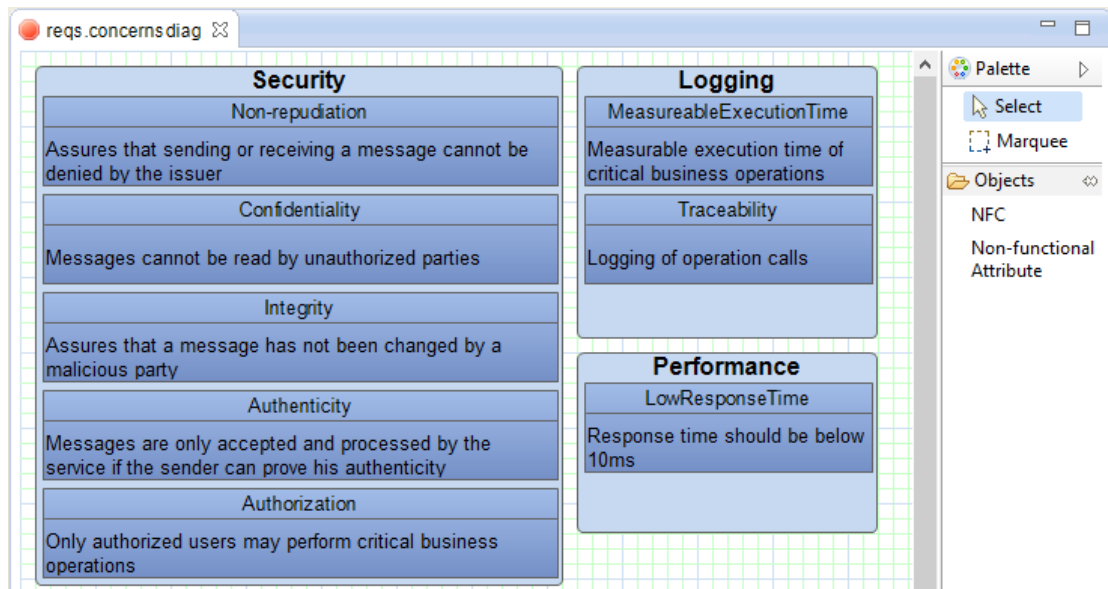 reqs.concernsdiag
Security
Non-repudiation
Assures that sending or receiving a message cannot be
denied by the issuer
Confidentiality
Messages cannot be read by unauthorized parties
Integrity
Assures that a message has not been changed by a
malicious party
Authenticity
Messages are only accepted and processed by the
service if the sender can prove his authenticity
Authorization
Only authorized users may perform critical business
operations
Logging
MeasureableExecutionTime
Measurable execution time of
critical business operations
Traceability
Logging of operation calls
Performance
LowResponseTime
Response time should be below
10ms
Palette
Select
Marquee
Objects
NFC
Non-functional
Attribute